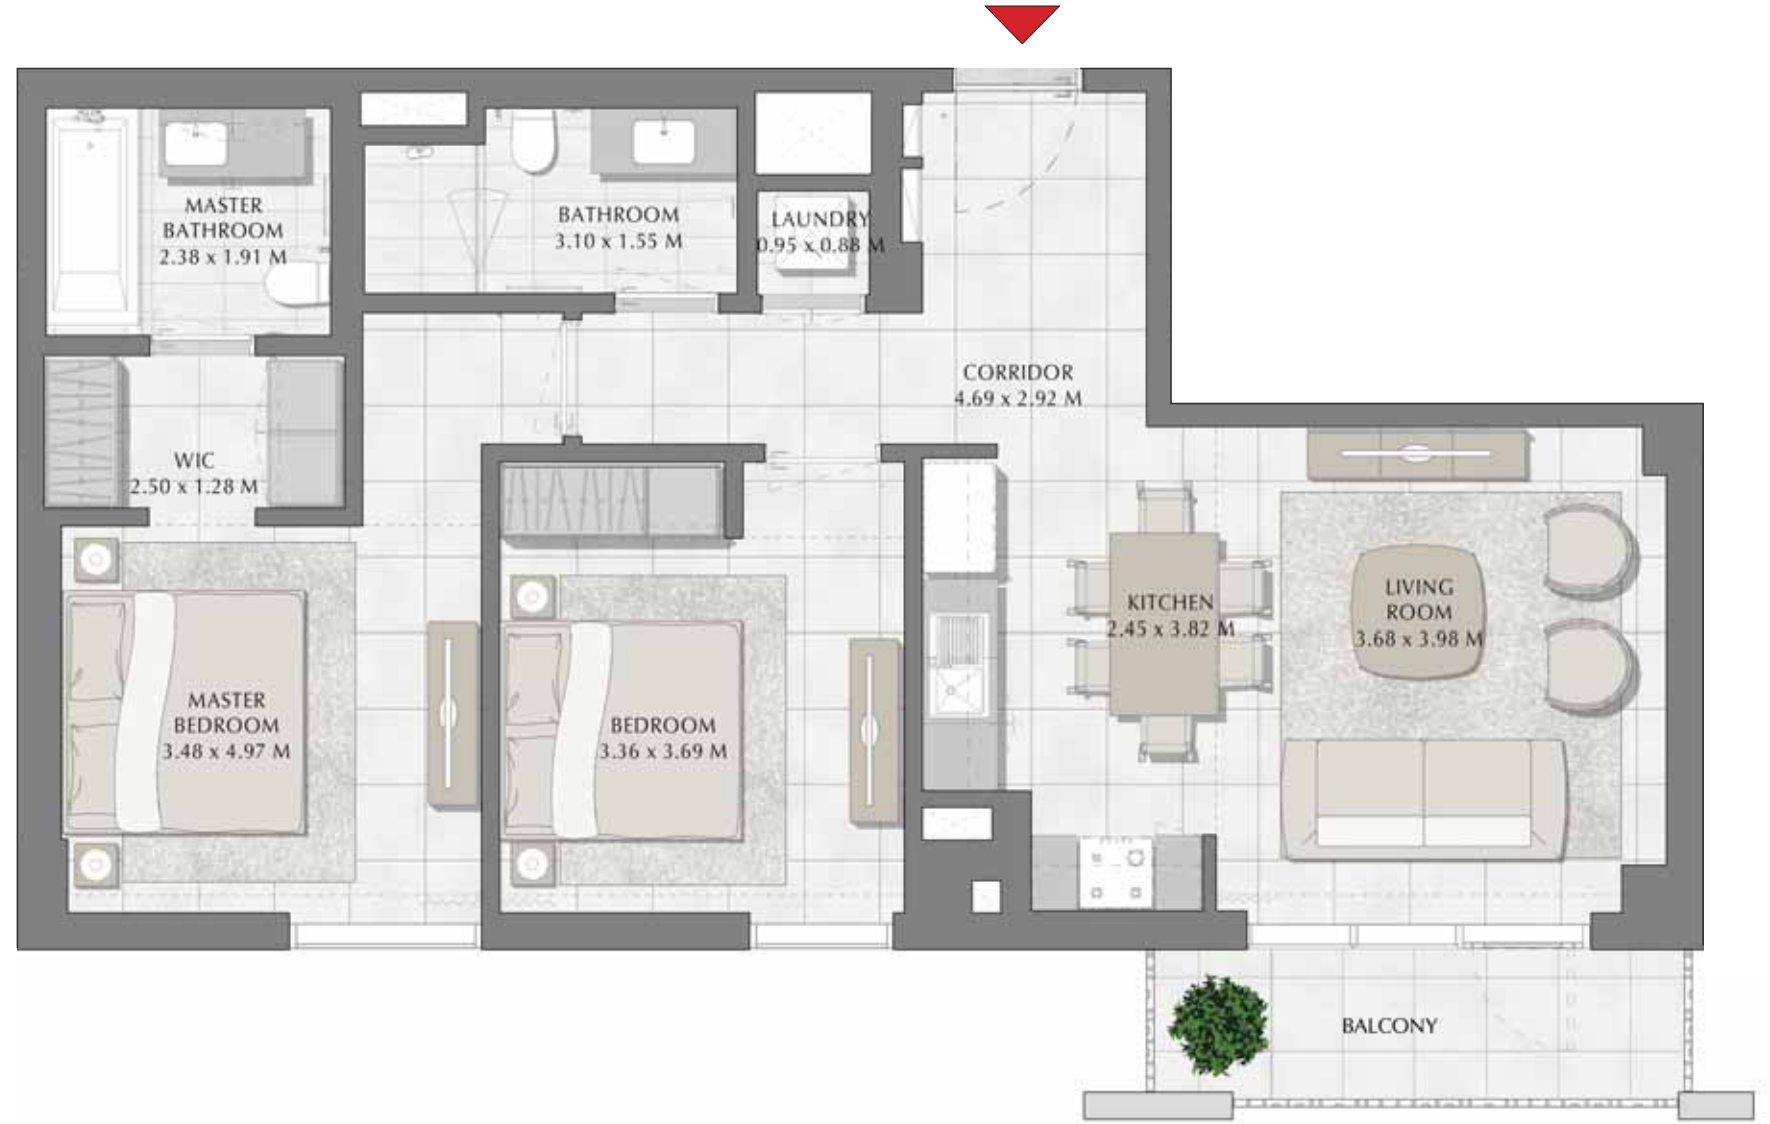 MASTER
BATHROOM
2.38 x 1.91 M
BATHROOM
3.10 x 1.55 M
LAUNDRY
0.95 x 0.88 M
CORRIDOR
4.69 x 2.92 M
WIC
2.50 x 1.28 M
MASTER
BEDROOM
3.48 x 4.97 M
BEDROOM
3.36 x 3.69 M
KITCHEN
2.45 x 3.82 M
LIVING
ROOM
3.68 x 3.98 M
BALCONY